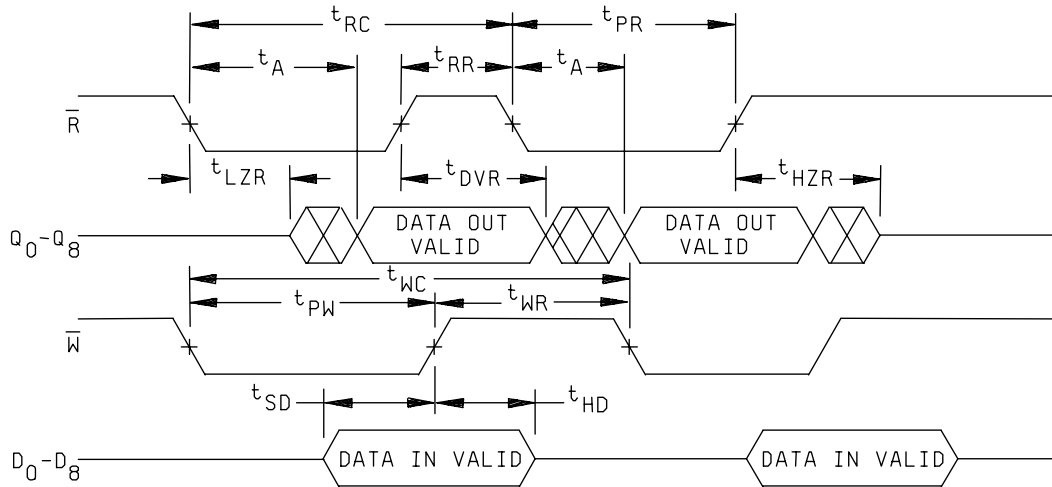 tRC tPR
tA tRR tA
R̅
tLZR tDVR tHZR
Q0-Q8 DATA OUT VALID DATA OUT VALID
tWC
tPW tWR
W̅
tSD tHD
D0-D8 DATA IN VALID DATA IN VALID